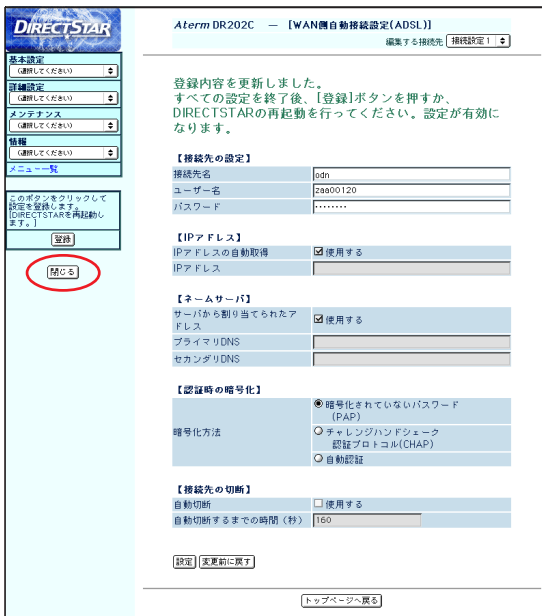 DIRECTSTAR
基本設定
(選択してください)
詳細設定
(選択してください)
メンテナンス
(選択してください)
情報
(選択してください)
メニュー一覧
このボタンをクリックして
設定を登録します。
[DIRECTSTARを再起動し
ます。]
登録
閉じる
Aterm DR202C － [WAN側自動接続設定(ADSL)]
編集する接続先 接続設定1
登録内容を更新しました。
すべての設定を終了後、[登録]ボタンを押すか、
DIRECTSTARの再起動を行ってください。設定が有効に
なります。
【接続先の設定】
接続先名 odn
ユーザー名 zaa00120
パスワード ········
【IPアドレス】
IPアドレスの自動取得 使用する
IPアドレス
【ネームサーバ】
サーバから割り当てられたア
ドレス 使用する
プライマリDNS
セカンダリDNS
【認証時の暗号化】
暗号化方法
暗号化されていないパスワード
(PAP)
チャレンジハンドシェーク
認証プロトコル(CHAP)
自動認証
【接続先の切断】
自動切断 使用する
自動切断するまでの時間（秒） 160
設定 変更前に戻す
トップページへ戻る